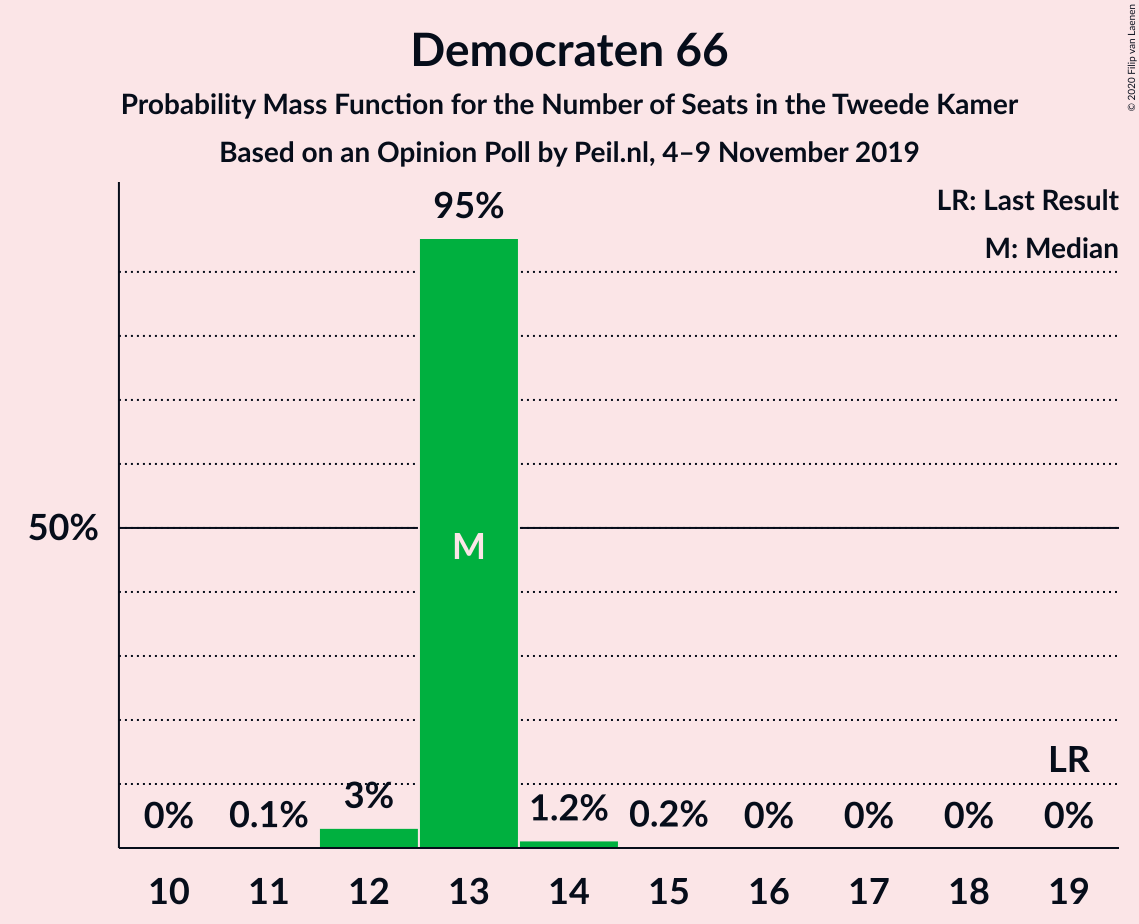 Democraten 66
Probability Mass Function for the Number of Seats in the Tweede Kamer
Based on an Opinion Poll by Peil.nl, 4–9 November 2019
© 2020 Filip van Laenen
LR: Last Result
M: Median
95%
50%
M
LR
0% 0.1% 3% 1.2% 0.2% 0% 0% 0% 0%
10 11 12 13 14 15 16 17 18 19